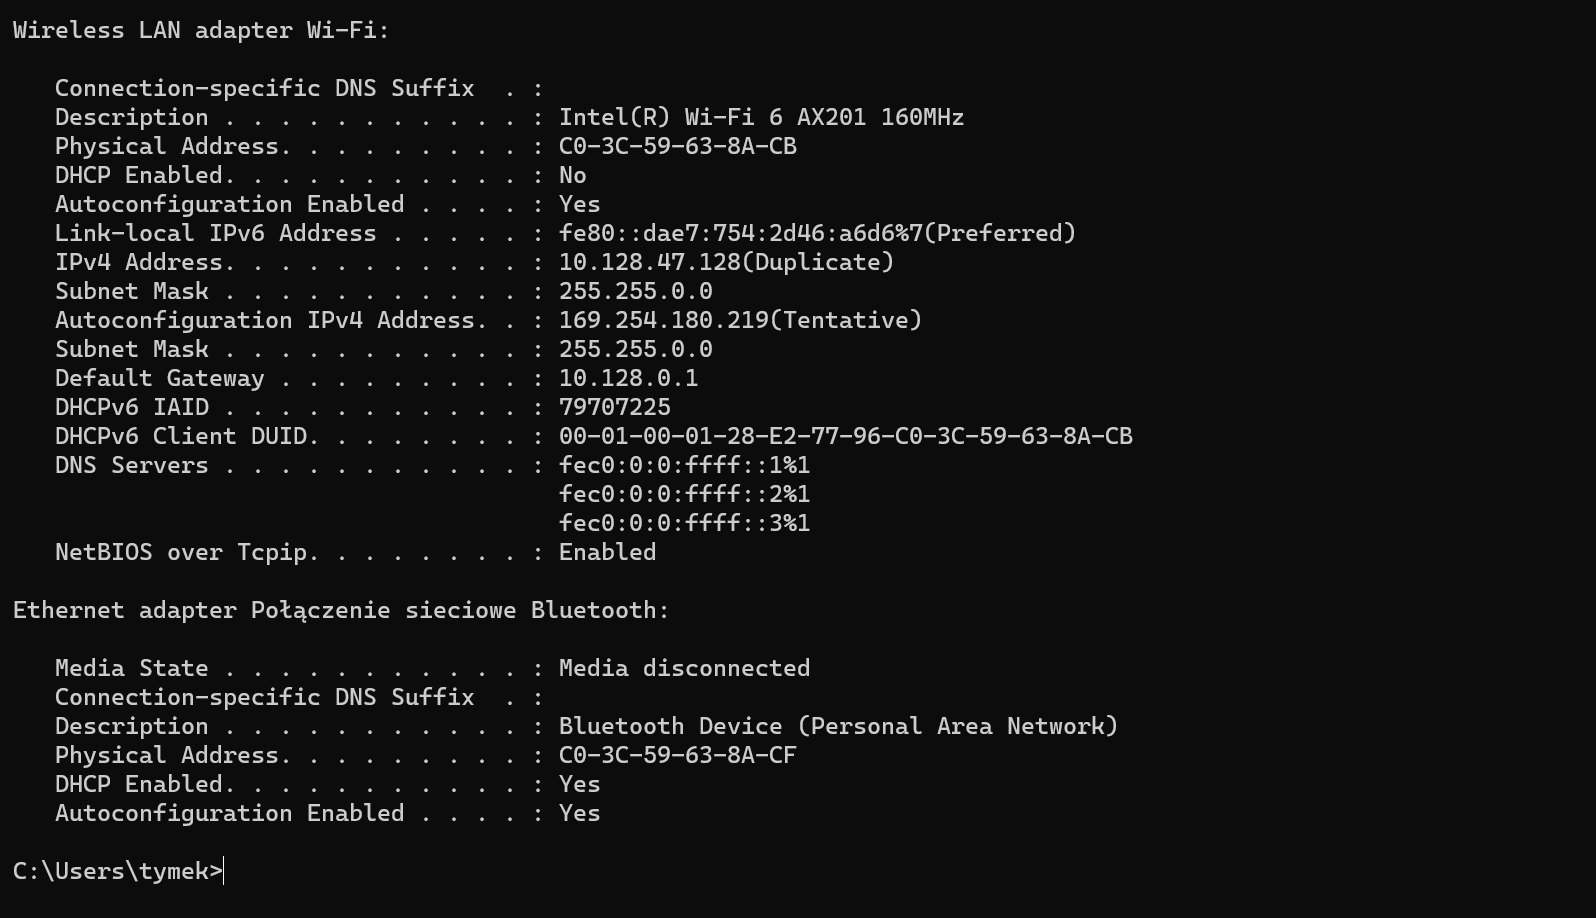 Wireless LAN adapter Wi-Fi:
Connection-specific DNS Suffix  . :
Description . . . . . . . . . . . : Intel(R) Wi-Fi 6 AX201 160MHz
Physical Address. . . . . . . . . : C0-3C-59-63-8A-CB
DHCP Enabled. . . . . . . . . . . : No
Autoconfiguration Enabled . . . . : Yes
Link-local IPv6 Address . . . . . : fe80::dae7:754:2d46:a6d6%7(Preferred)
IPv4 Address. . . . . . . . . . . : 10.128.47.128(Duplicate)
Subnet Mask . . . . . . . . . . . : 255.255.0.0
Autoconfiguration IPv4 Address. . : 169.254.180.219(Tentative)
Subnet Mask . . . . . . . . . . . : 255.255.0.0
Default Gateway . . . . . . . . . : 10.128.0.1
DHCPv6 IAID . . . . . . . . . . . : 79707225
DHCPv6 Client DUID. . . . . . . . : 00-01-00-01-28-E2-77-96-C0-3C-59-63-8A-CB
DNS Servers . . . . . . . . . . . : fec0:0:0:ffff::1%1
fec0:0:0:ffff::2%1
fec0:0:0:ffff::3%1
NetBIOS over Tcpip. . . . . . . . : Enabled
Ethernet adapter Połączenie sieciowe Bluetooth:
Media State . . . . . . . . . . . : Media disconnected
Connection-specific DNS Suffix  . :
Description . . . . . . . . . . . : Bluetooth Device (Personal Area Network)
Physical Address. . . . . . . . . : C0-3C-59-63-8A-CF
DHCP Enabled. . . . . . . . . . . : Yes
Autoconfiguration Enabled . . . . : Yes
C:\Users\tymek>